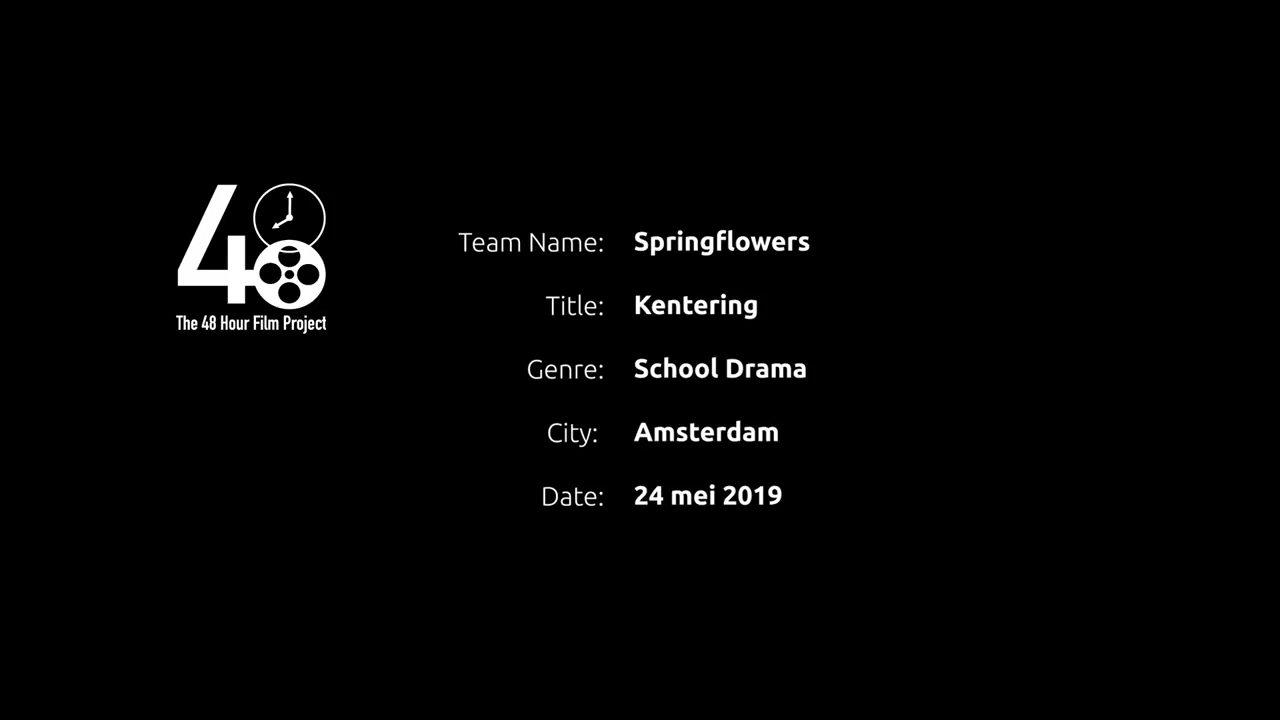 48
The 48 Hour Film Project
Team Name: Springflowers
Title: Kentering
Genre: School Drama
City: Amsterdam
Date: 24 mei 2019